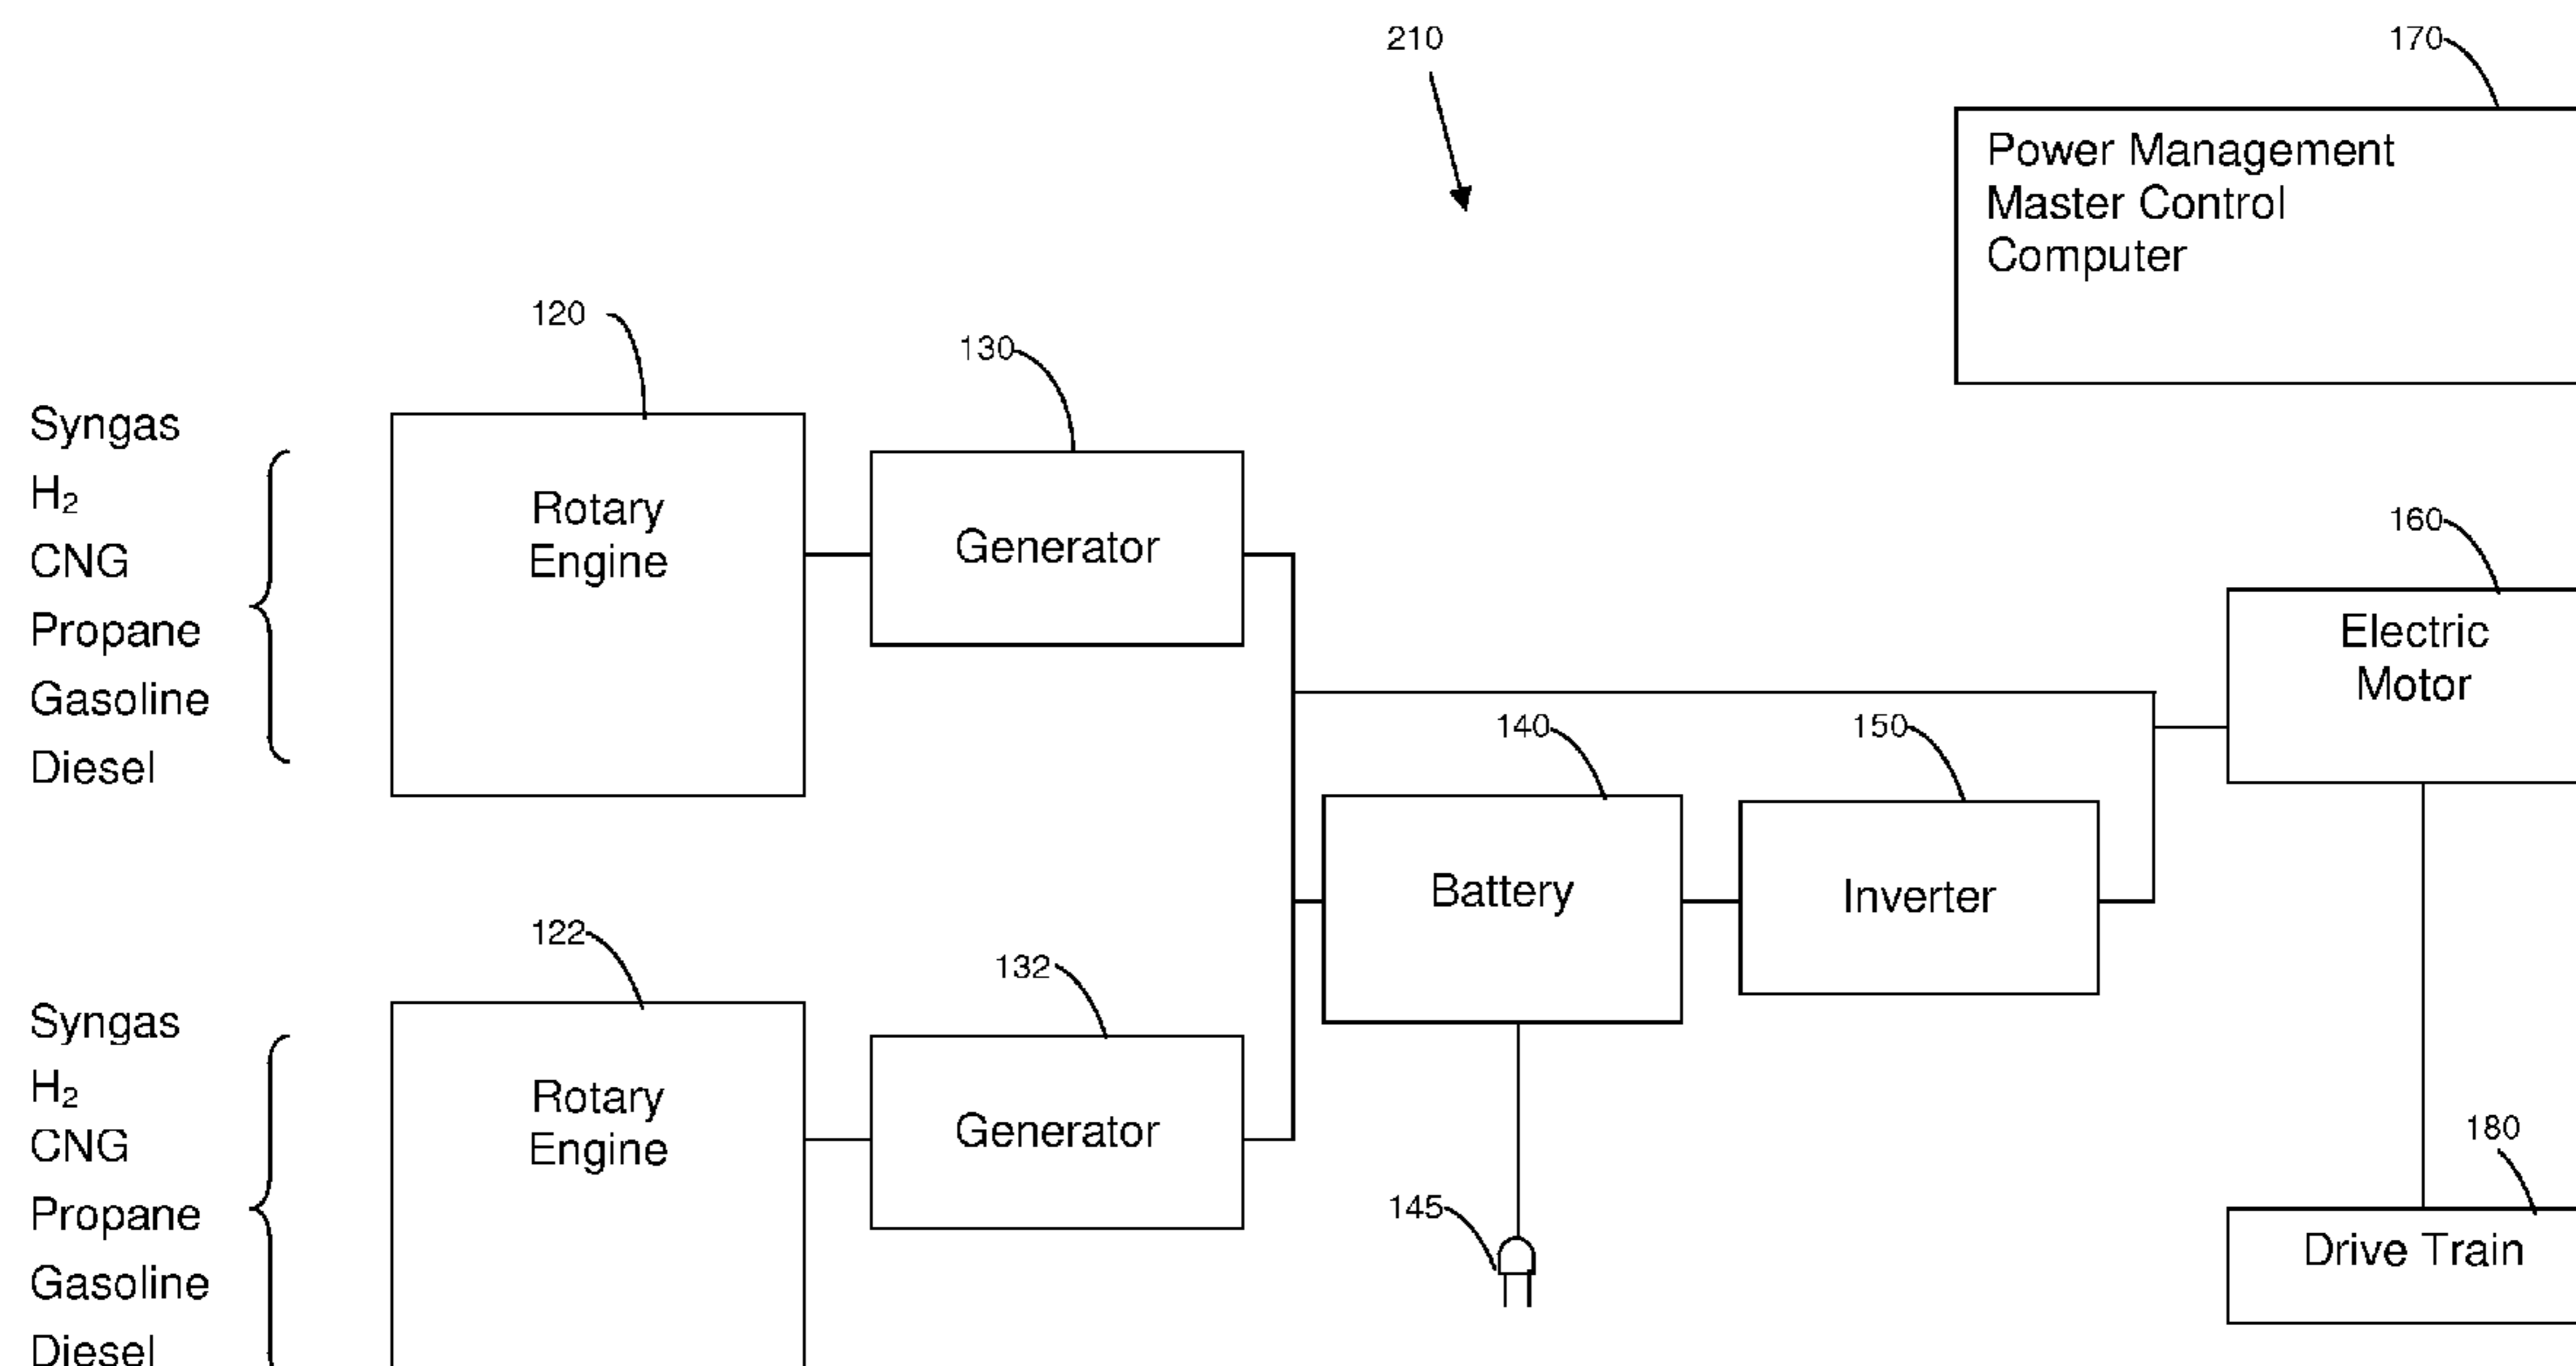 210
170
Power Management
Master Control
Computer
120
130
Syngas
H₂
CNG
Propane
Gasoline
Diesel
Rotary
Engine
Generator
160
Electric
Motor
140
150
Battery
Inverter
122
132
Syngas
H₂
CNG
Propane
Gasoline
Diesel
Rotary
Engine
Generator
145
180
Drive Train